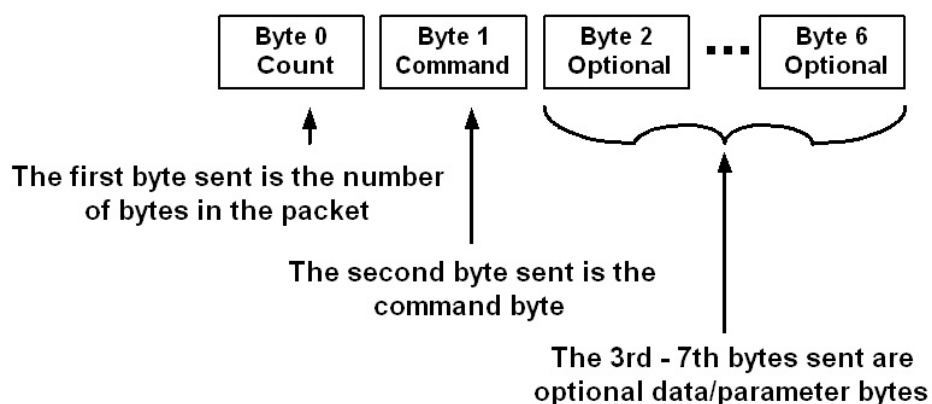 Byte 0
Count
Byte 1
Command
Byte 2
Optional
...
Byte 6
Optional
The first byte sent is the number
of bytes in the packet
The second byte sent is the
command byte
The 3rd - 7th bytes sent are
optional data/parameter bytes